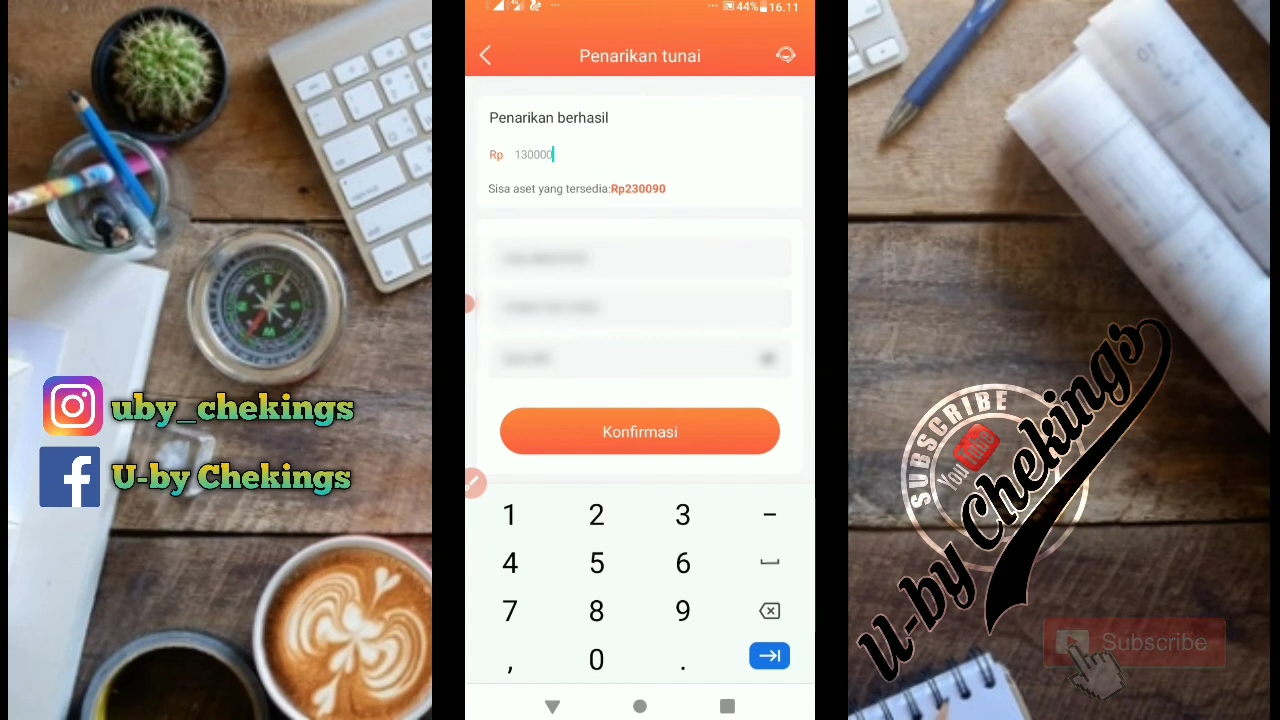 44% 16.11
Penarikan tunai
Penarikan berhasil
Rp 130000
Sisa aset yang tersedia:Rp230090
Konfirmasi
1 2 3 –
4 5 6
7 8 9
, 0 .
uby_chekings
U-by Chekings
SUBSCRIBE
YouTube
U-by Chekings
Subscribe